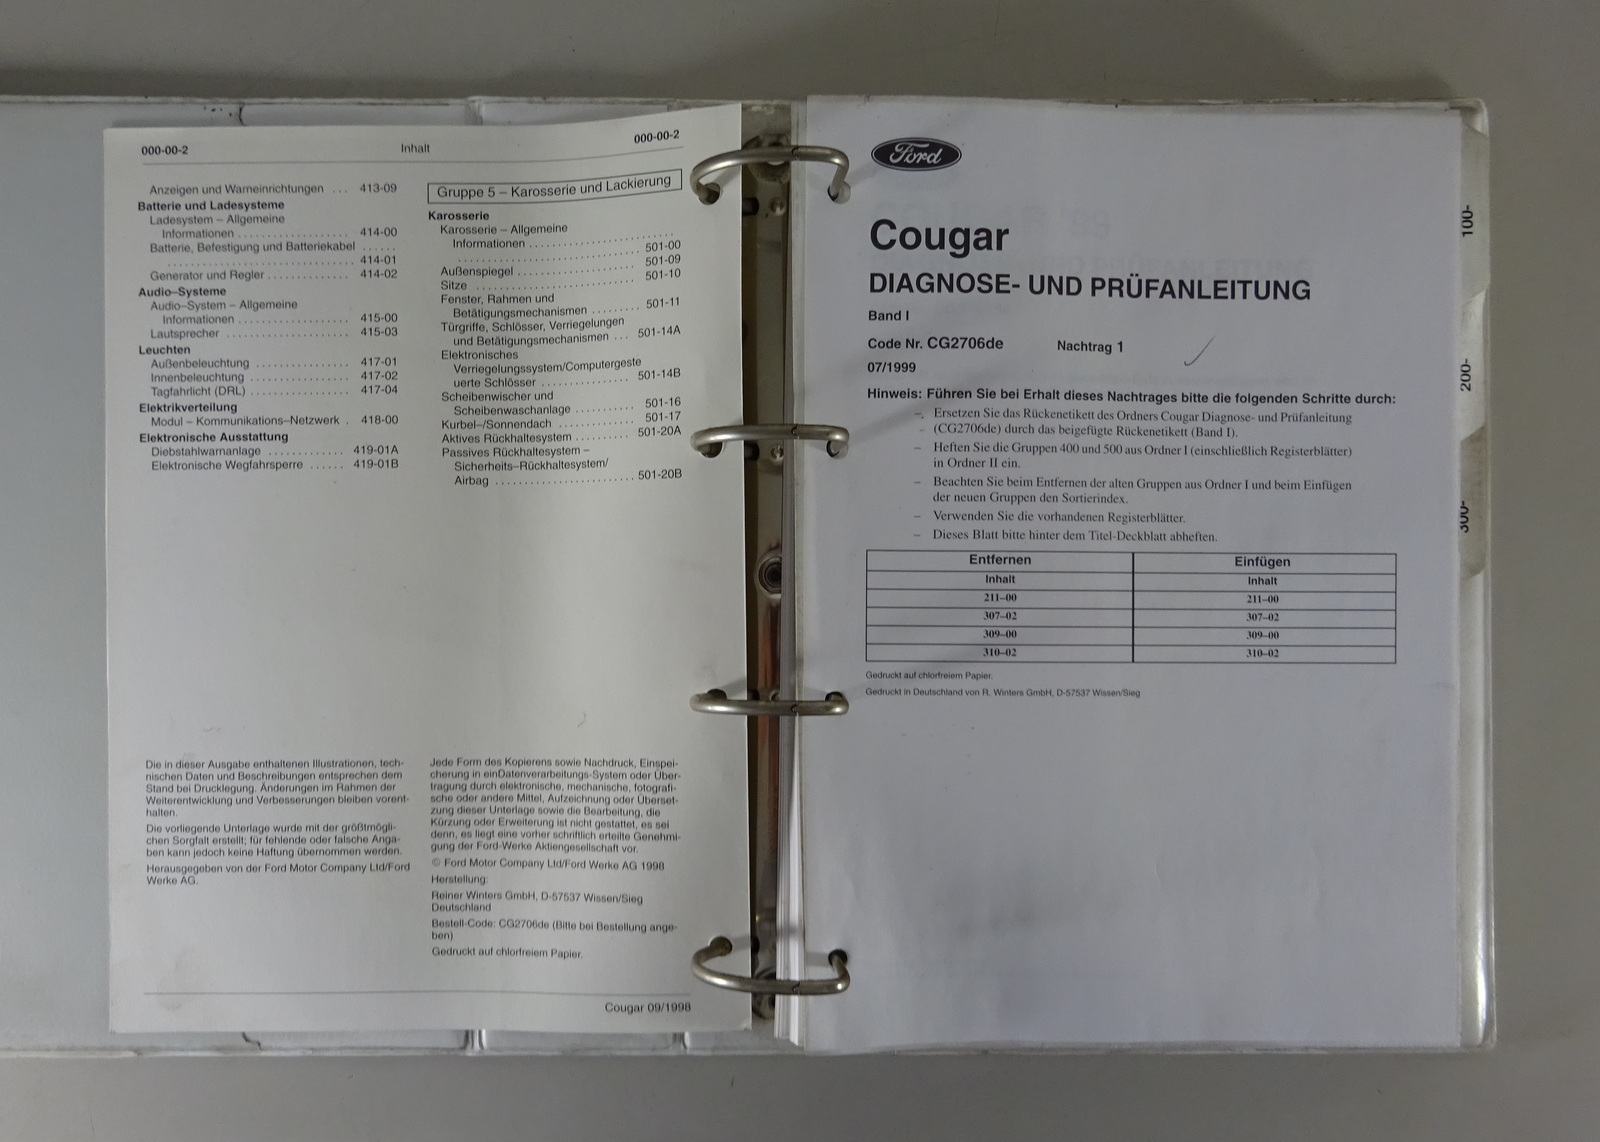 000-00-2
Inhalt
000-00-2
Anzeigen und Warneinrichtungen ... 413-09
Batterie und Ladesysteme
Ladesystem – Allgemeine
Informationen .................... 414-00
Batterie, Befestigung und Batteriekabel ......
.............................. 414-01
Generator und Regler .............. 414-02
Audio–Systeme
Audio–System – Allgemeine
Informationen .................... 415-00
Lautsprecher ...................... 415-03
Leuchten
Außenbeleuchtung ................ 417-01
Innenbeleuchtung ................. 417-02
Tagfahrlicht (DRL) ................. 417-04
Elektrikverteilung
Modul – Kommunikations–Netzwerk . 418-00
Elektronische Ausstattung
Diebstahlwarnanlage ............. 419-01A
Elektronische Wegfahrsperre ...... 419-01B
Gruppe 5 – Karosserie und Lackierung
Karosserie
Karosserie – Allgemeine
Informationen ........................
.............................. 501-00
Außenspiegel .................... 501-09
Sitze ........................... 501-10
Fenster, Rahmen und
Betätigungsmechanismen ......... 501-11
Türgriffe, Schlösser, Verriegelungen
und Betätigungsmechanismen ... 501-14A
Elektronisches
Verriegelungssystem/Computergeste
uerte Schlösser ............... 501-14B
Scheibenwischer und
Scheibenwaschanlage ........... 501-16
Kurbel–/Sonnendach .............. 501-17
Aktives Rückhaltesystem ......... 501-20A
Passives Rückhaltesystem –
Sicherheits–Rückhaltesystem/
Airbag ........................ 501-20B
Die in dieser Ausgabe enthaltenen Illustrationen, tech-
nischen Daten und Beschreibungen entsprechen dem
Stand bei Drucklegung. Änderungen im Rahmen der
Weiterentwicklung und Verbesserungen bleiben vorent-
halten.
Die vorliegende Unterlage wurde mit der größtmögli-
chen Sorgfalt erstellt; für fehlende oder falsche Anga-
ben kann jedoch keine Haftung übernommen werden.
Herausgegeben von der Ford Motor Company Ltd/Ford
Werke AG.
Jede Form des Kopierens sowie Nachdruck, Einspei-
cherung in einDatenverarbeitungs-System oder Über-
tragung durch elektronische, mechanische, fotografi-
sche oder andere Mittel, Aufzeichnung oder Überset-
zung dieser Unterlage sowie die Bearbeitung, die
Kürzung oder Erweiterung ist nicht gestattet, es sei
denn, es liegt eine vorher schriftlich erteilte Genehmi-
gung der Ford-Werke Aktiengesellschaft vor.
© Ford Motor Company Ltd/Ford Werke AG 1998
Herstellung:
Reiner Winters GmbH, D-57537 Wissen/Sieg
Deutschland
Bestell-Code: CG2706de (Bitte bei Bestellung ange-
ben)
Gedruckt auf chlorfreiem Papier.
Cougar 09/1998
Ford
Cougar
DIAGNOSE- UND PRÜFANLEITUNG
Band I
Code Nr. CG2706de Nachtrag 1
07/1999
Hinweis: Führen Sie bei Erhalt dieses Nachtrages bitte die folgenden Schritte durch:
– Ersetzen Sie das Rückenetikett des Ordners Cougar Diagnose- und Prüfanleitung
(CG2706de) durch das beigefügte Rückenetikett (Band I).
– Heften Sie die Gruppen 400 und 500 aus Ordner I (einschließlich Registerblätter)
in Ordner II ein.
– Beachten Sie beim Entfernen der alten Gruppen aus Ordner I und beim Einfügen
der neuen Gruppen den Sortierindex.
– Verwenden Sie die vorhandenen Registerblätter.
– Dieses Blatt bitte hinter dem Titel-Deckblatt abheften.
Entfernen Einfügen
Inhalt Inhalt
211–00 211–00
307–02 307–02
309–00 309–00
310–02 310–02
Gedruckt auf chlorfreiem Papier.
Gedruckt in Deutschland von R. Winters GmbH, D-57537 Wissen/Sieg
100-
200-
300-